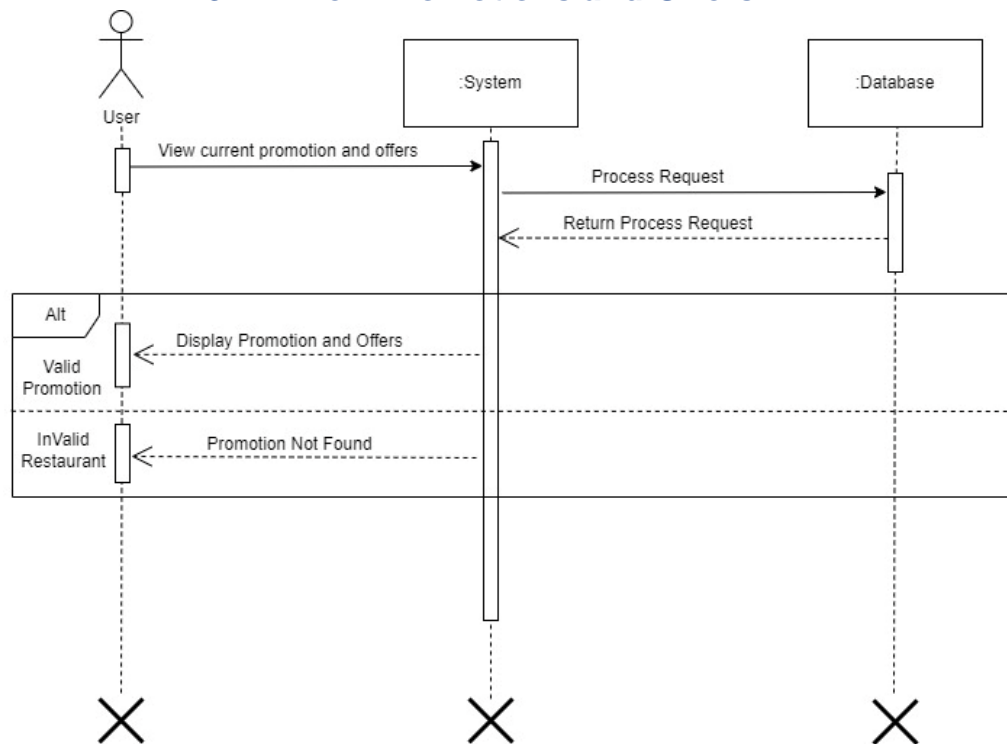 User
:System
:Database
View current promotion and offers
Process Request
Return Process Request
Alt
Display Promotion and Offers
Valid
Promotion
InValid
Restaurant
Promotion Not Found